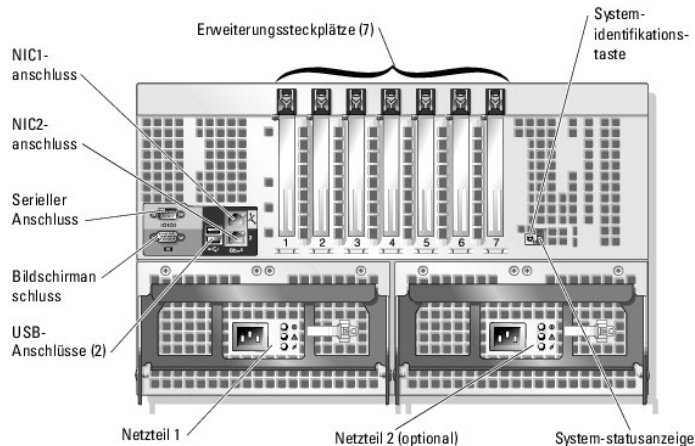 System-
identifikations-
taste
Erweiterungssteckplätze (7)
NIC1-
anschluss
NIC2-
anschluss
Serieller
Anschluss
Bildschirman
schluss
USB-
Anschlüsse (2)
1 2 3 4 5 6 7
Netzteil 1
Netzteil 2 (optional)
System-statusanzeige